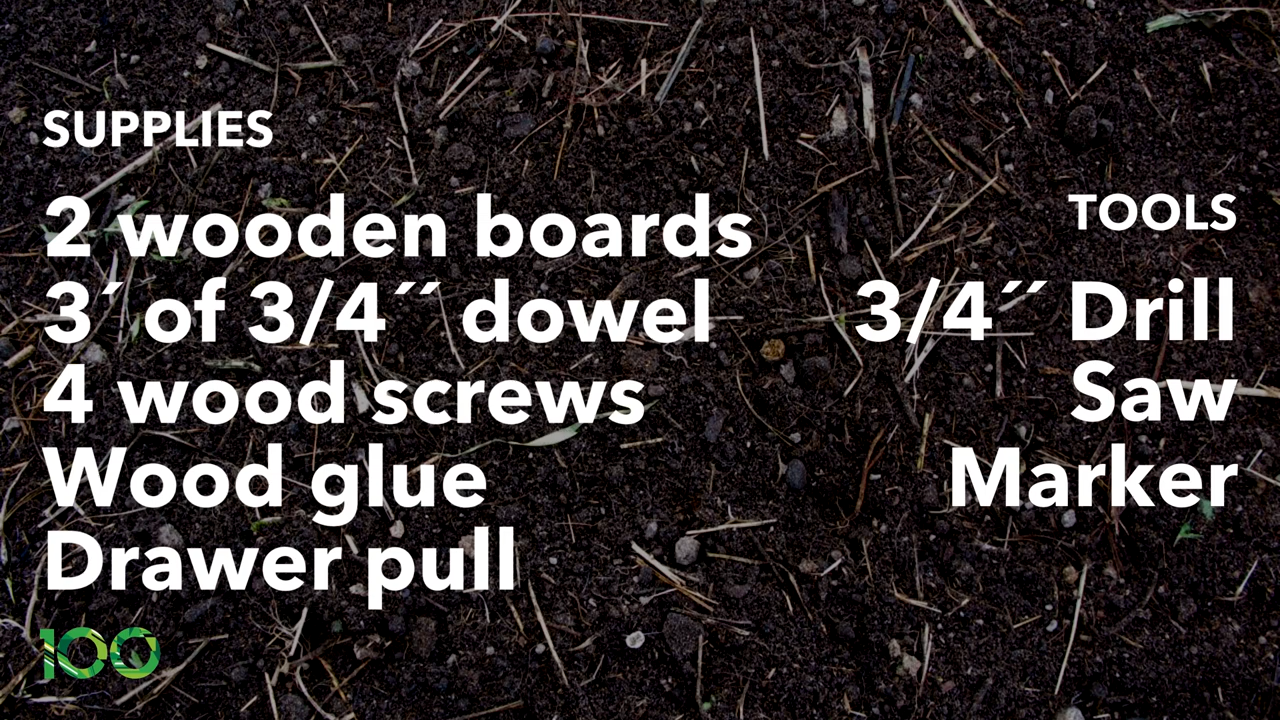 SUPPLIES
2 wooden boards
3´ of 3/4´´ dowel
4 wood screws
Wood glue
Drawer pull
TOOLS
3/4´´ Drill
Saw
Marker
100